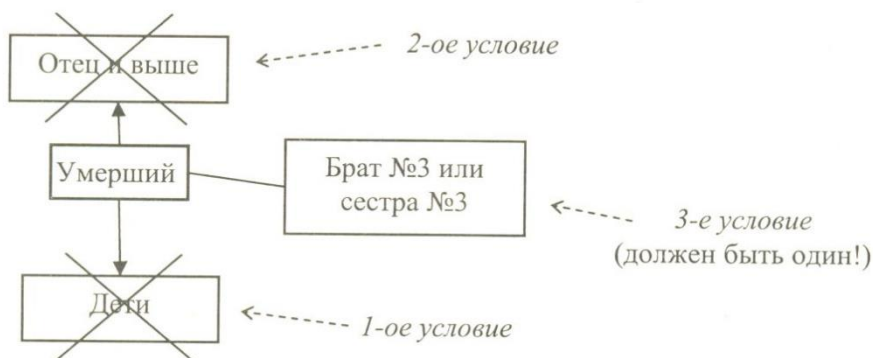 2-ое условие
Отец и выше
Умерший
Брат №3 или
сестра №3
3-е условие
(должен быть один!)
Дети
1-ое условие